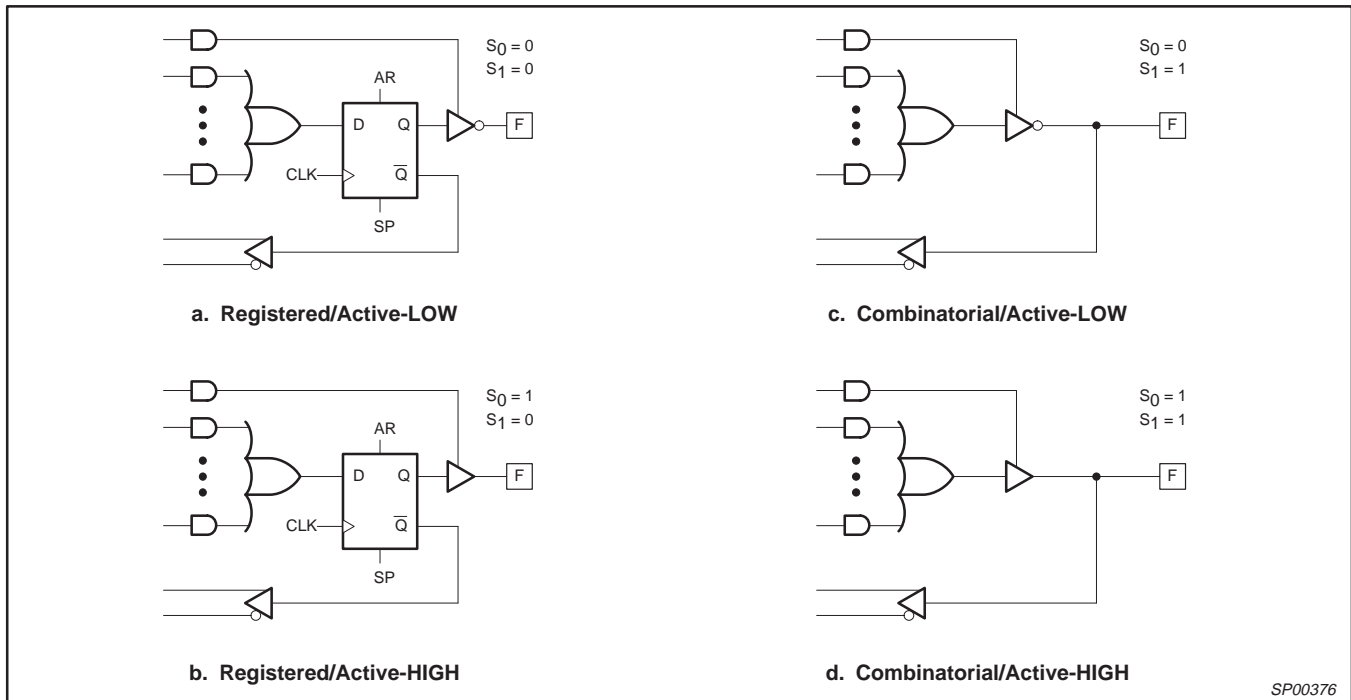 S0 = 0
S1 = 0
AR
D Q
CLK Q̅
F
SP
a. Registered/Active-LOW
S0 = 0
S1 = 1
F
c. Combinatorial/Active-LOW
S0 = 1
S1 = 0
AR
D Q
CLK Q̅
F
SP
b. Registered/Active-HIGH
S0 = 1
S1 = 1
F
d. Combinatorial/Active-HIGH
SP00376